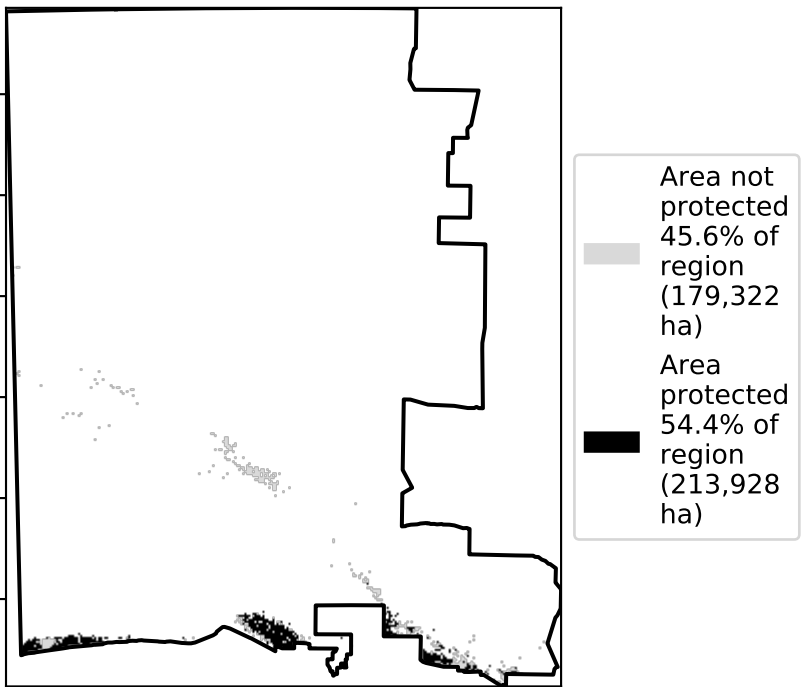 Area not
protected
45.6% of
region
(179,322
ha)
Area
protected
54.4% of
region
(213,928
ha)